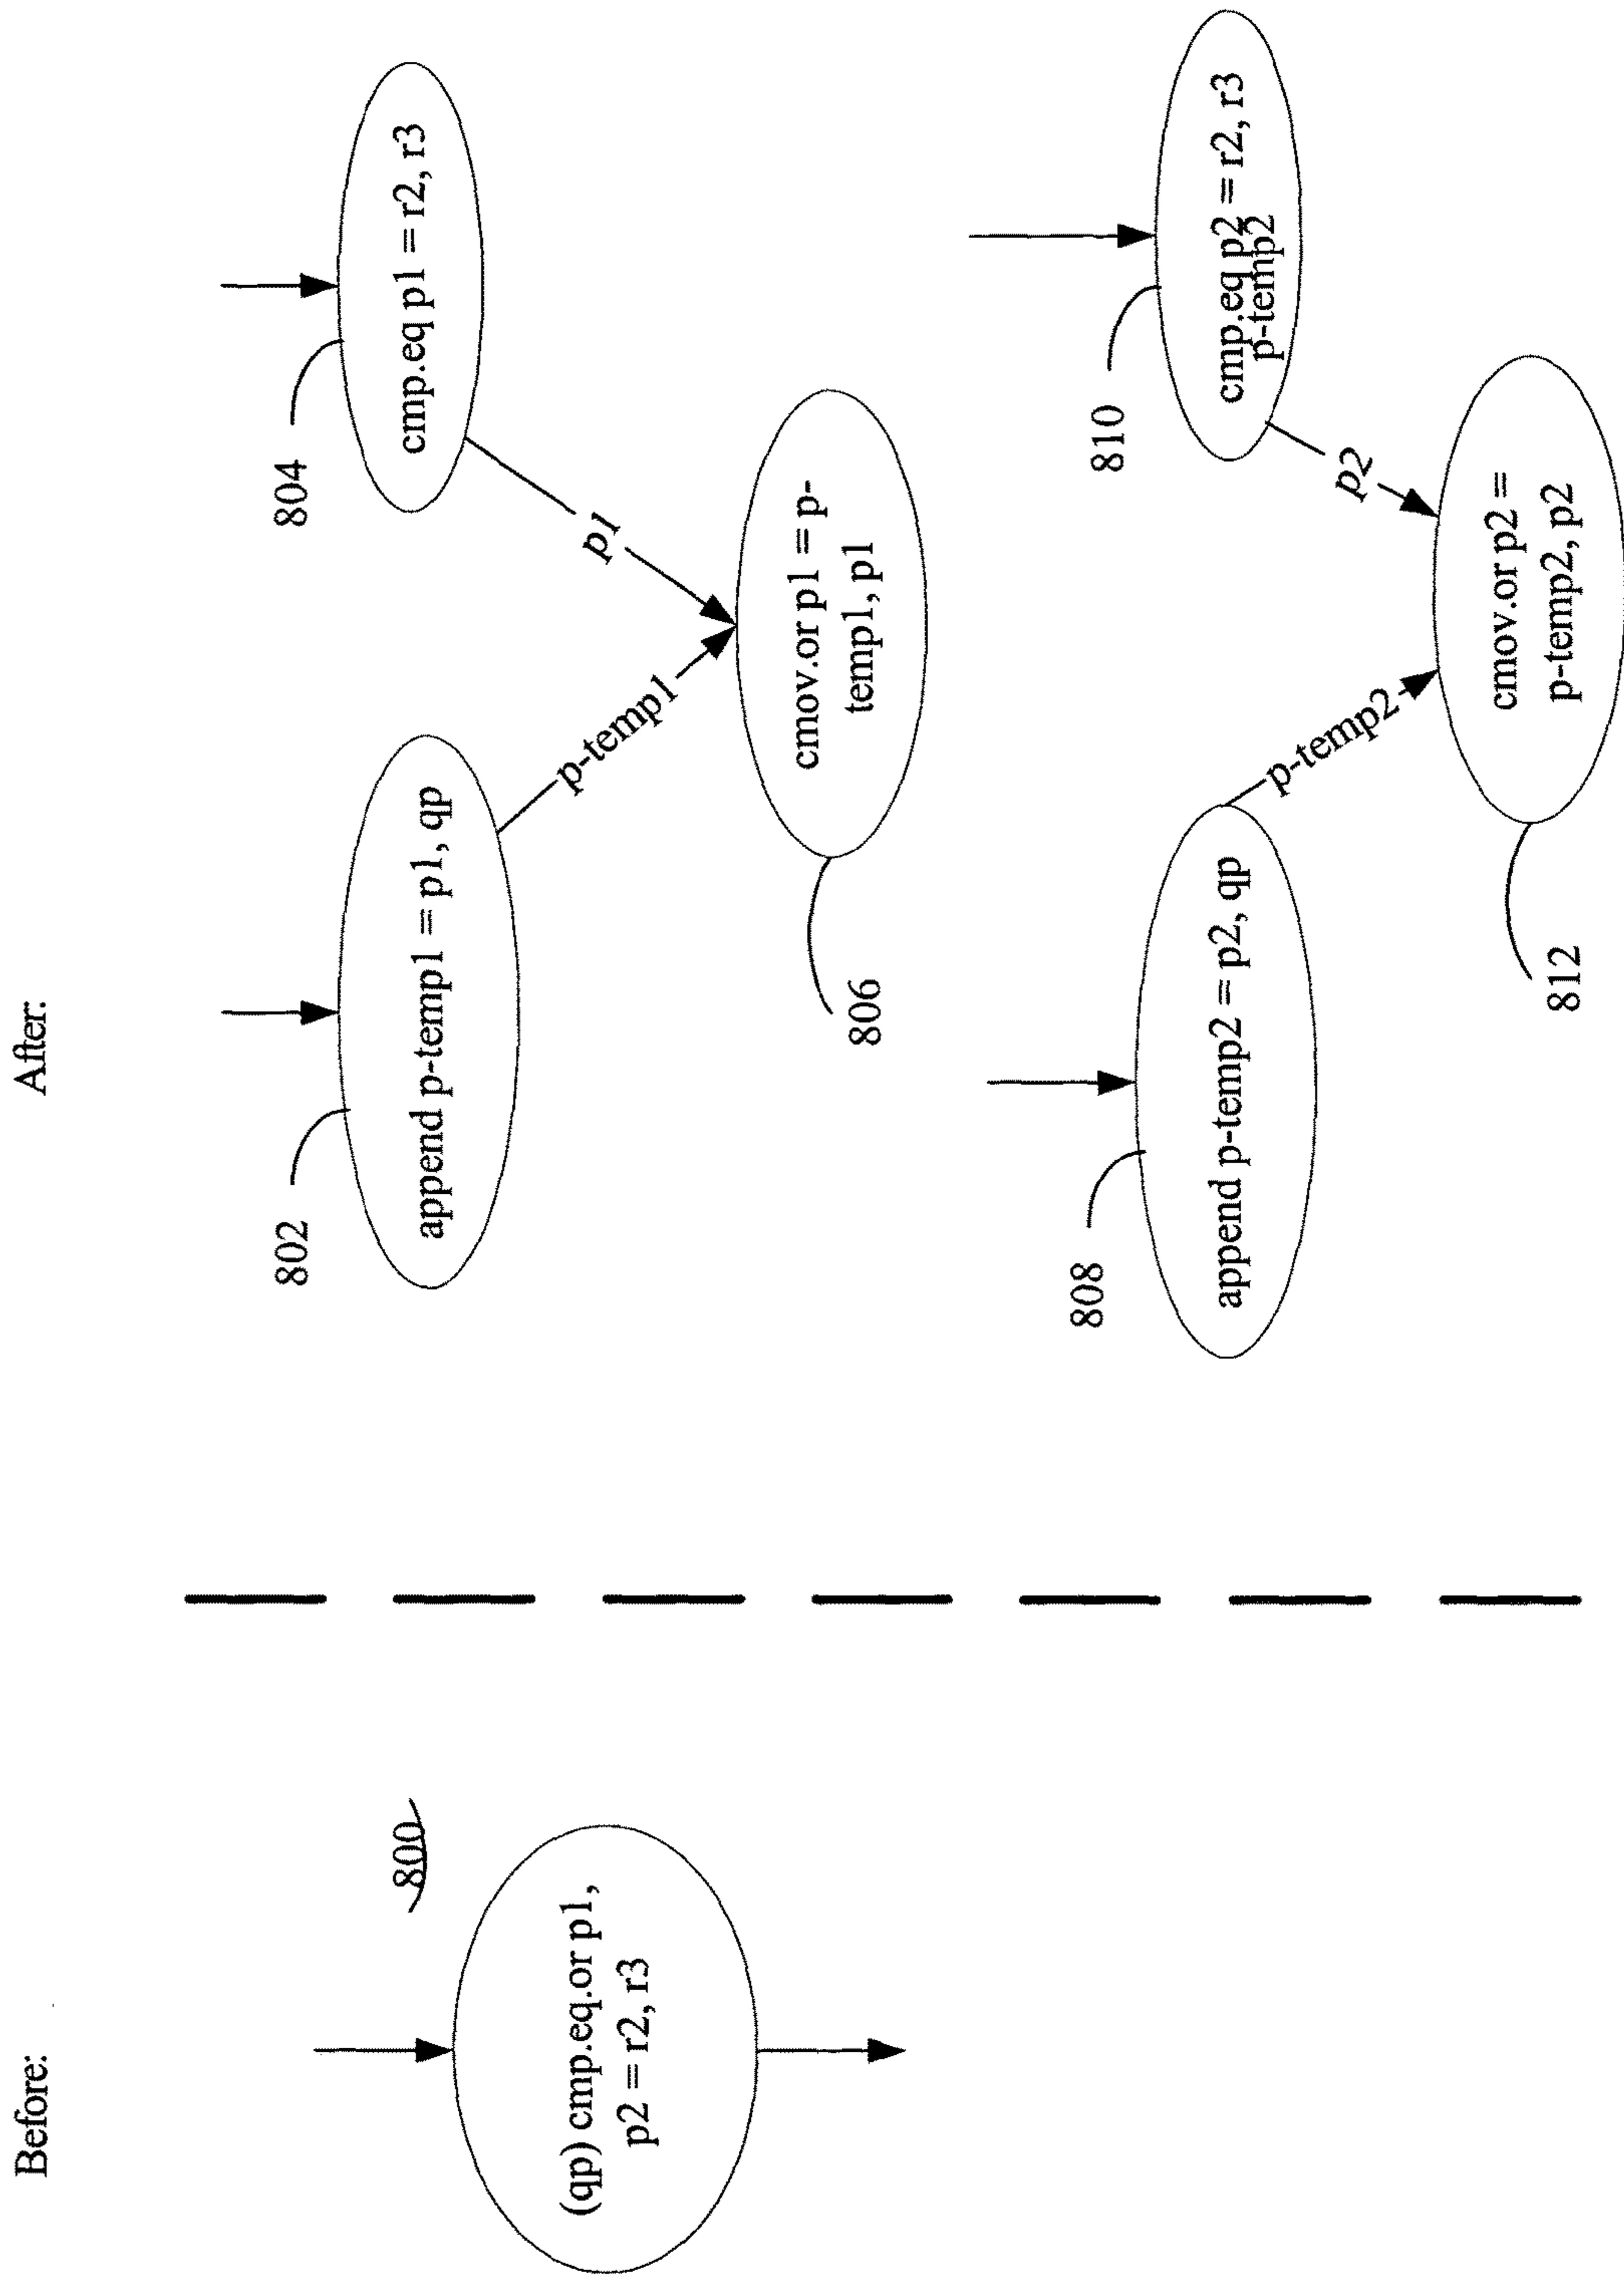 Before:
800
(qp) cmp.eq.or p1,
p2 = r2, r3
After:
802
append p-temp1 = p1, qp
804
cmp.eq p1 = r2, r3
p-temp1
p1
806
cmov.or p1 = p-
temp1, p1
808
append p-temp2 = p2, qp
810
cmp.eq p2 = r2, r3
p-temp2
p-temp2
p2
812
cmov.or p2 =
p-temp2, p2